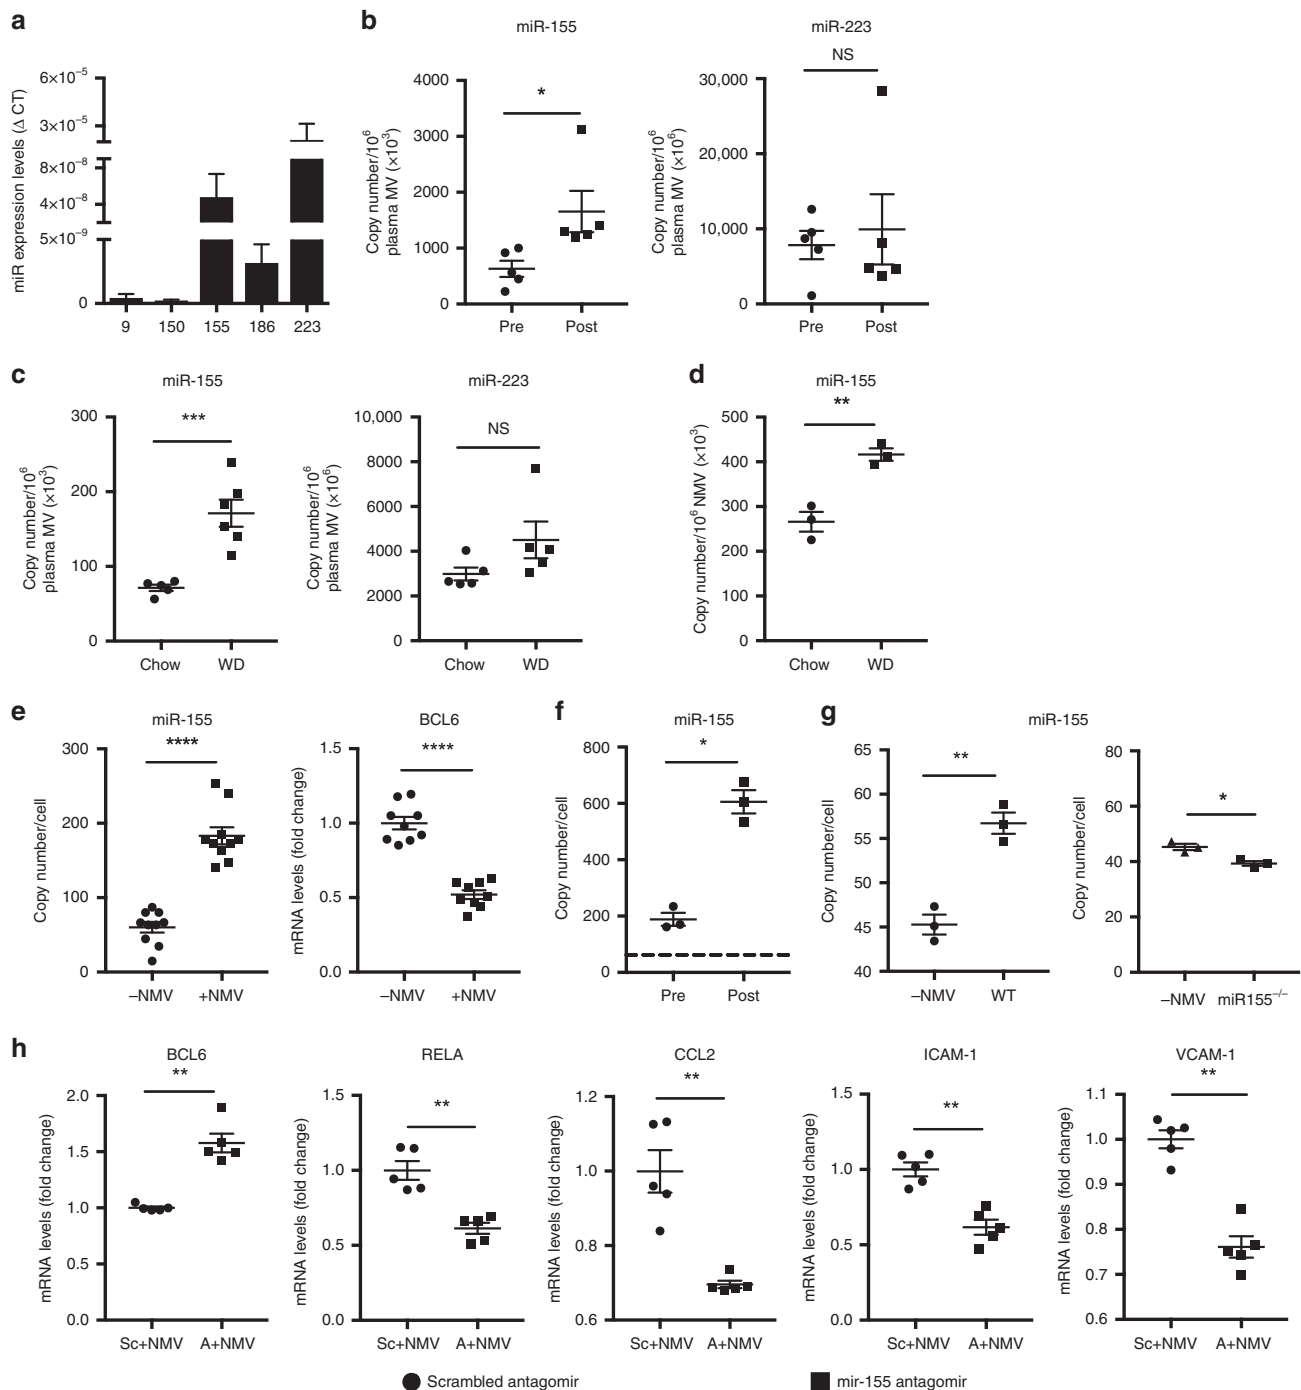 a
miR expression levels (Δ CT)
6×10⁻⁵
3×10⁻⁵
8×10⁻⁸
4×10⁻⁸
5×10⁻⁹
0
9 150 155 186 223
b
miR-155
Copy number/10⁶
plasma MV (×10³)
4000
3000
2000
1000
0
*
Pre Post
miR-223
Copy number/10⁶
plasma MV (×10⁶)
30,000
20,000
10,000
0
NS
Pre Post
c
miR-155
Copy number/10⁶
plasma MV (×10³)
300
200
100
0
***
Chow WD
miR-223
Copy number/10⁶
plasma MV (×10⁶)
10,000
8000
6000
4000
2000
0
NS
Chow WD
d
miR-155
Copy number/10⁶ NMV (×10³)
500
400
300
200
100
0
**
Chow WD
e
miR-155
Copy number/cell
300
200
100
0
****
–NMV +NMV
BCL6
mRNA levels (fold change)
1.5
1.0
0.5
0.0
****
–NMV +NMV
f
miR-155
Copy number/cell
800
600
400
200
0
*
Pre Post
g
miR-155
Copy number/cell
65
60
55
50
45
40
**
–NMV WT
Copy number/cell
80
60
40
20
0
*
–NMV miR155⁻/⁻
h
BCL6
mRNA levels (fold change)
2.0
1.5
1.0
0.5
0.0
**
Sc+NMV A+NMV
RELA
mRNA levels (fold change)
1.5
1.0
0.5
0.0
**
Sc+NMV A+NMV
CCL2
mRNA levels (fold change)
1.2
1.0
0.8
0.6
**
Sc+NMV A+NMV
ICAM-1
mRNA levels (fold change)
1.5
1.0
0.5
0.0
**
Sc+NMV A+NMV
VCAM-1
mRNA levels (fold change)
1.1
1.0
0.9
0.8
0.7
0.6
**
Sc+NMV A+NMV
Scrambled antagomir
mir-155 antagomir